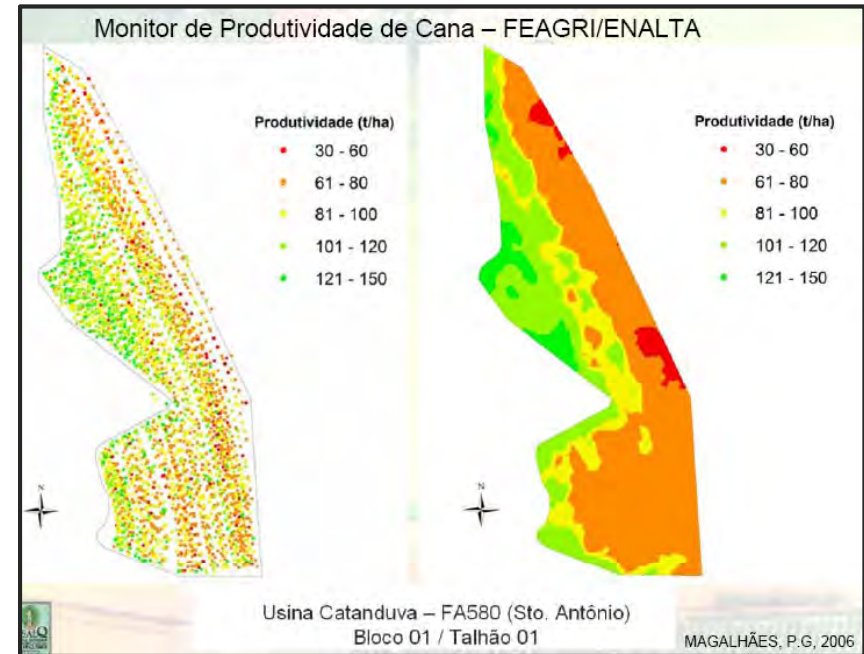 Monitor de Produtividade de Cana – FEAGRI/ENALTA
Produtividade (t/ha)
30 - 60
61 - 80
81 - 100
101 - 120
121 - 150
N
Produtividade (t/ha)
30 - 60
61 - 80
81 - 100
101 - 120
121 - 150
N
Usina Catanduva – FA580 (Sto. Antônio)
Bloco 01 / Talhão 01
MAGALHÃES, P.G, 2006